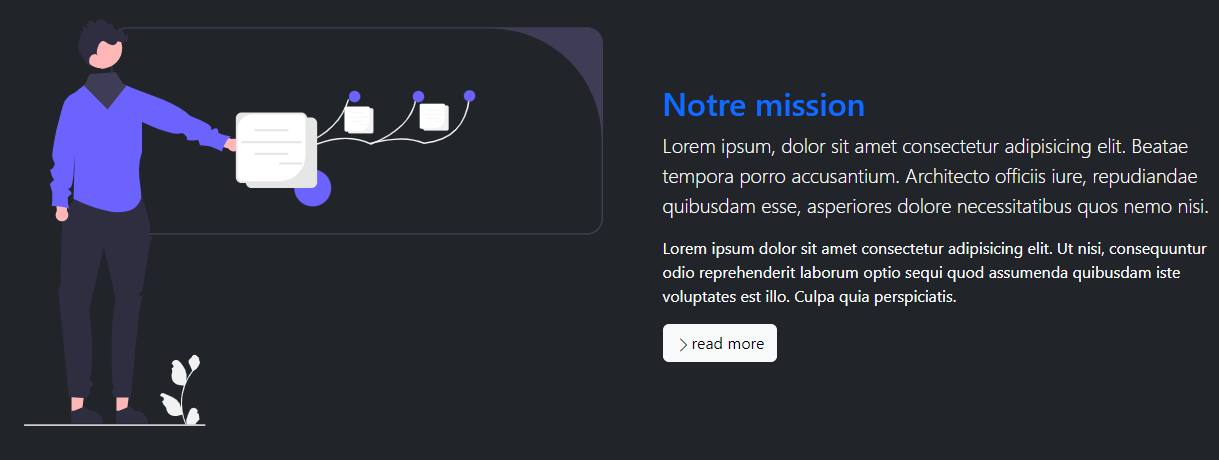 Notre mission
Lorem ipsum, dolor sit amet consectetur adipisicing elit. Beatae
tempora porro accusantium. Architecto officiis iure, repudiandae
quibusdam esse, asperiores dolore necessitatibus quos nemo nisi.
Lorem ipsum dolor sit amet consectetur adipisicing elit. Ut nisi, consequuntur
odio reprehenderit laborum optio sequi quod assumenda quibusdam iste
voluptates est illo. Culpa quia perspiciatis.
read more